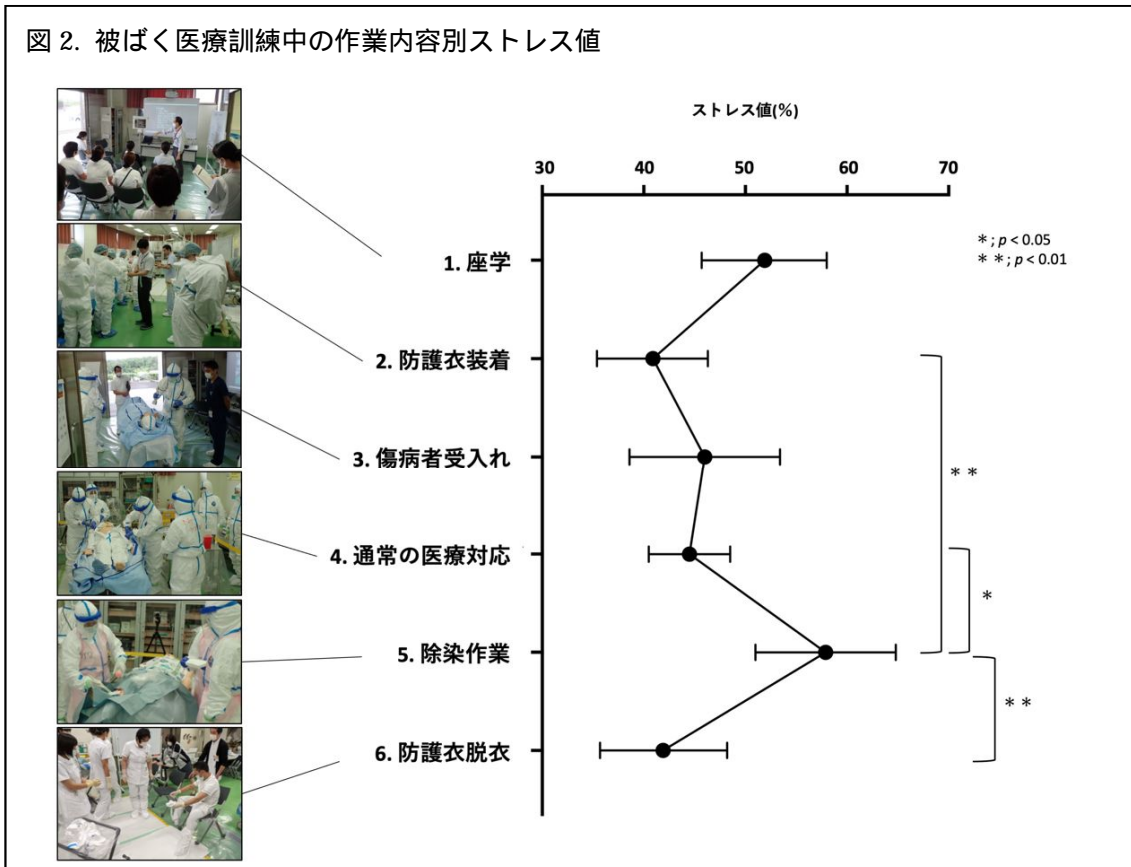 図 2. 被ばく医療訓練中の作業内容別ストレス値
ストレス値(%)
30 40 50 60 70
*; p < 0.05
**; p < 0.01
1. 座学
2. 防護衣装着
3. 傷病者受入れ
**
4. 通常の医療対応
*
5. 除染作業
**
6. 防護衣脱衣